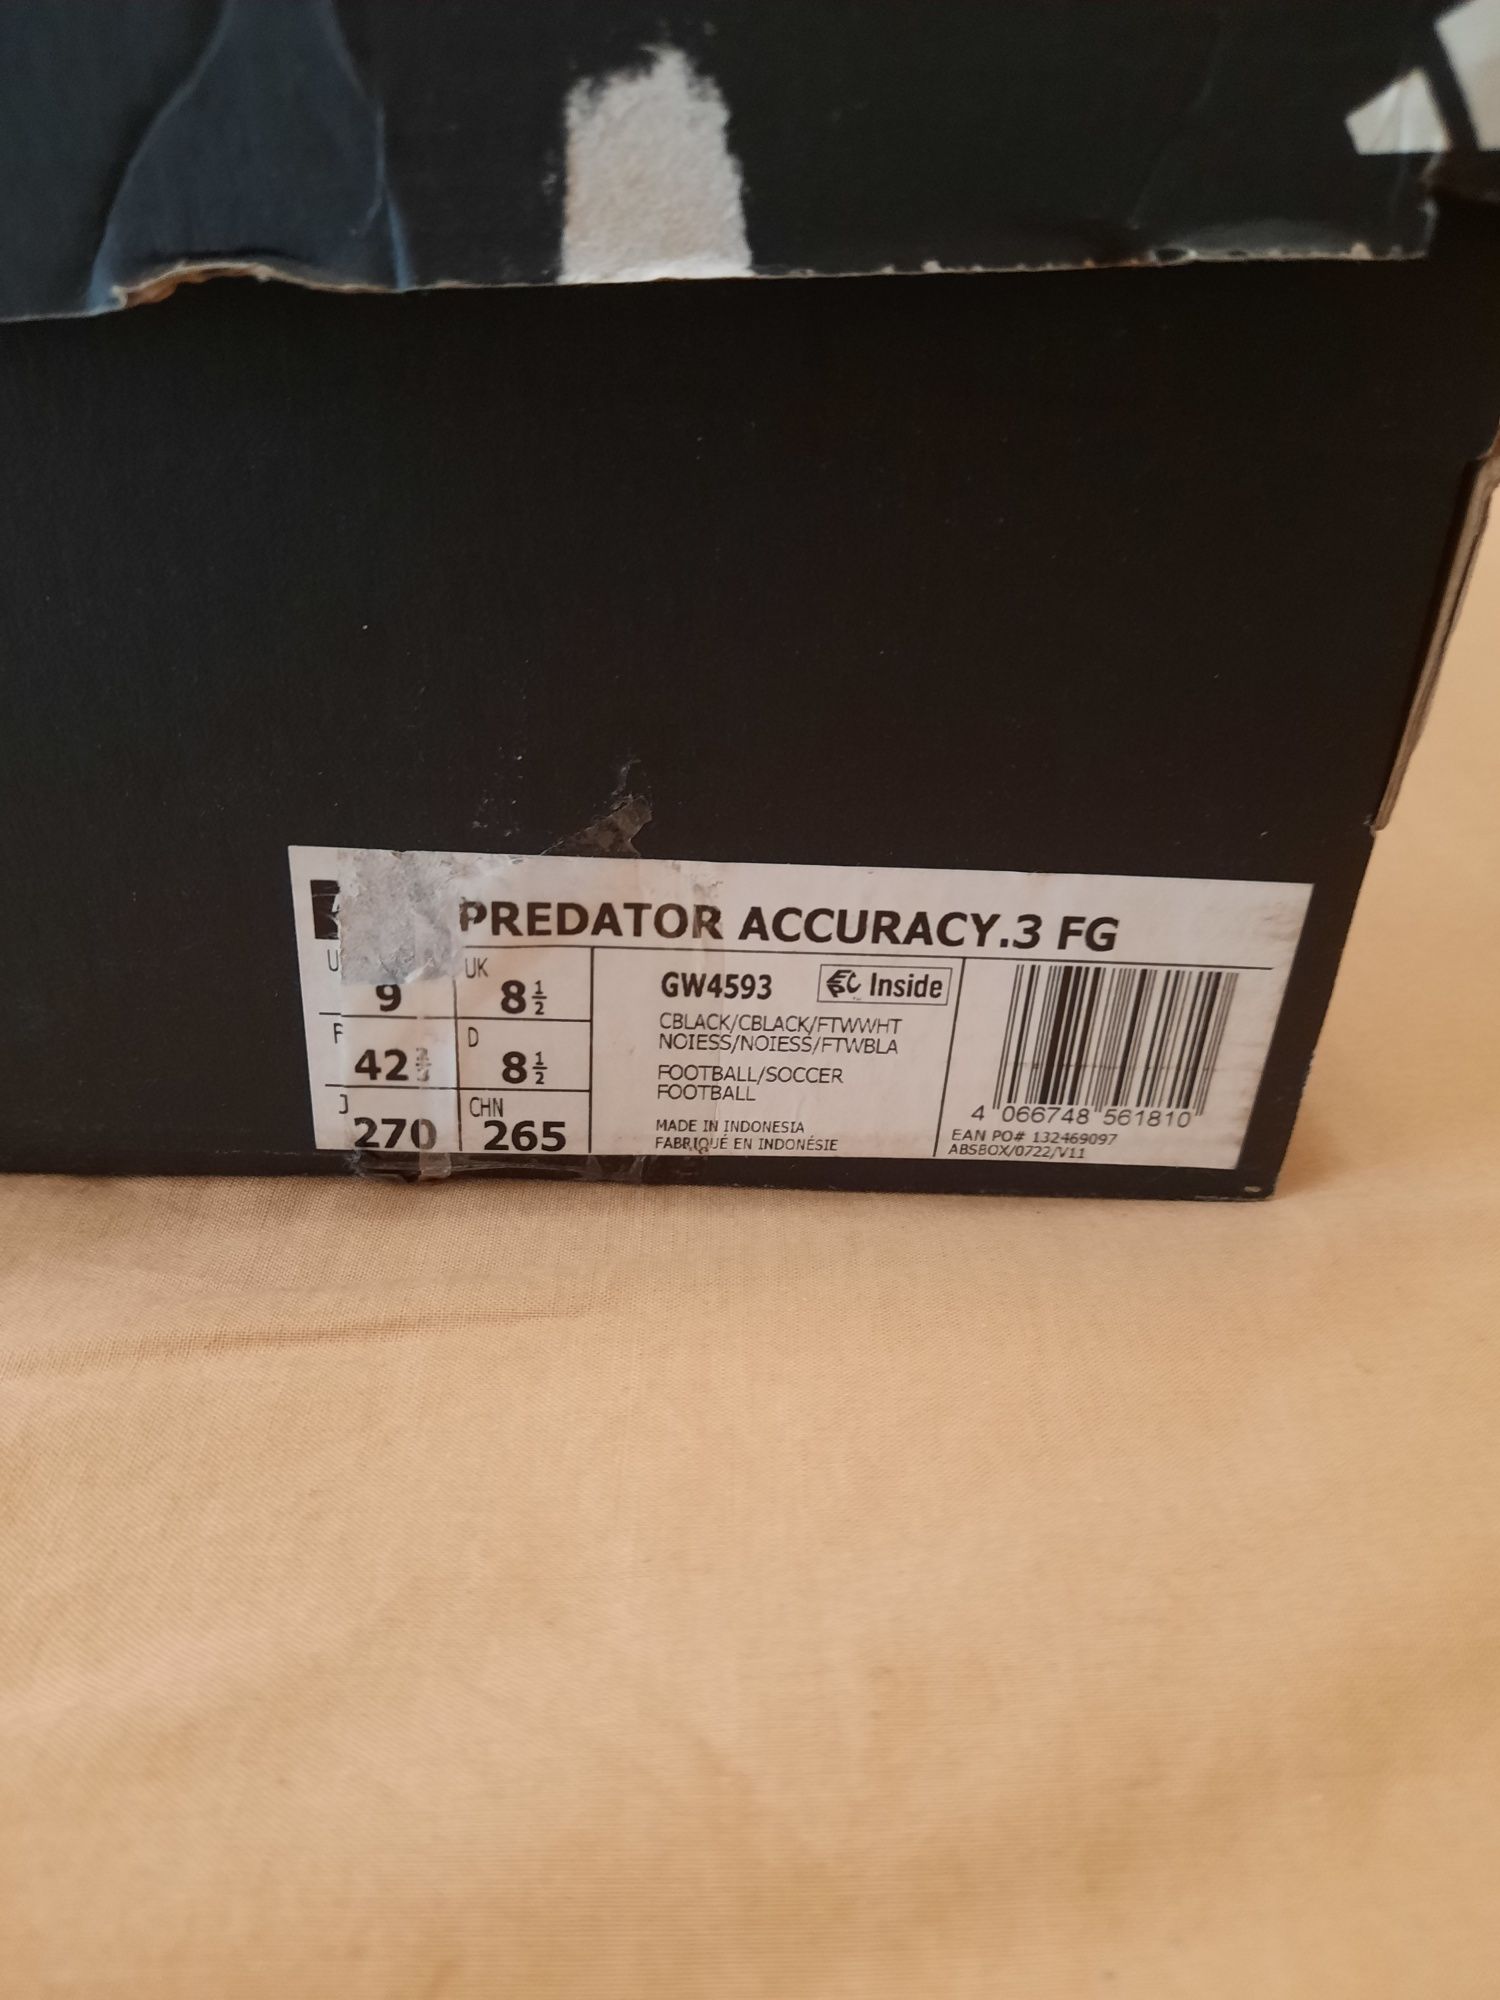 PREDATOR ACCURACY.3 FG
U UK
9 8½
F D
42⅔ 8½
J CHN
270 265
GW4593 Inside
CBLACK/CBLACK/FTWWHT
NOIESS/NOIESS/FTWBLA
FOOTBALL/SOCCER
FOOTBALL
MADE IN INDONESIA
FABRIQUÉ EN INDONÉSIE
4 066748 561810
EAN PO# 132469097
ABSBOX/0722/V11